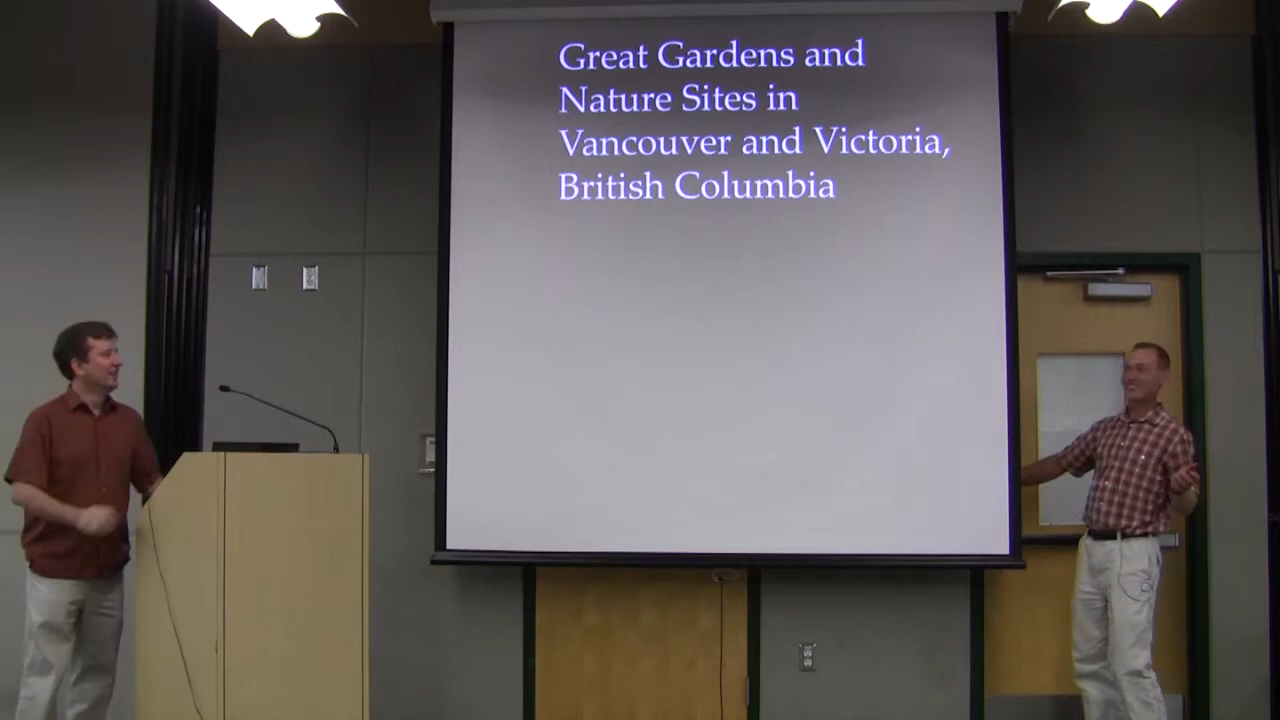 Great Gardens and
Nature Sites in
Vancouver and Victoria,
British Columbia